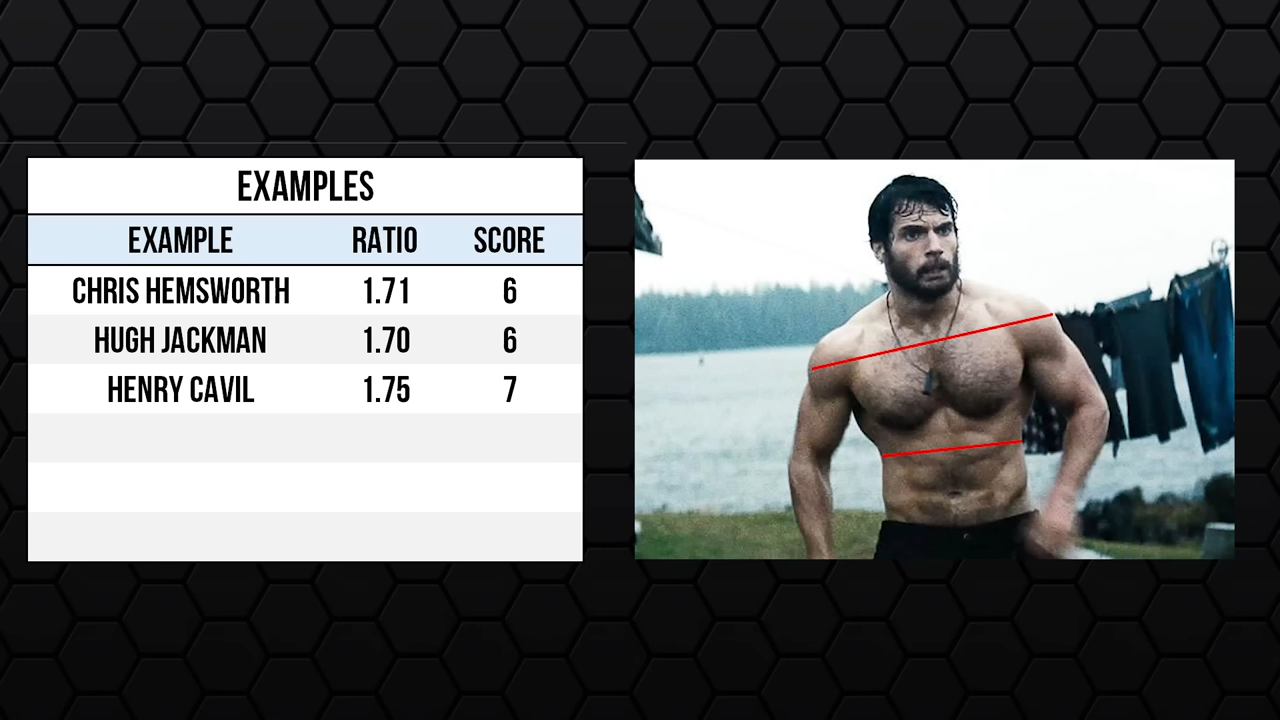 EXAMPLES
EXAMPLE RATIO SCORE
CHRIS HEMSWORTH 1.71 6
HUGH JACKMAN 1.70 6
HENRY CAVIL 1.75 7